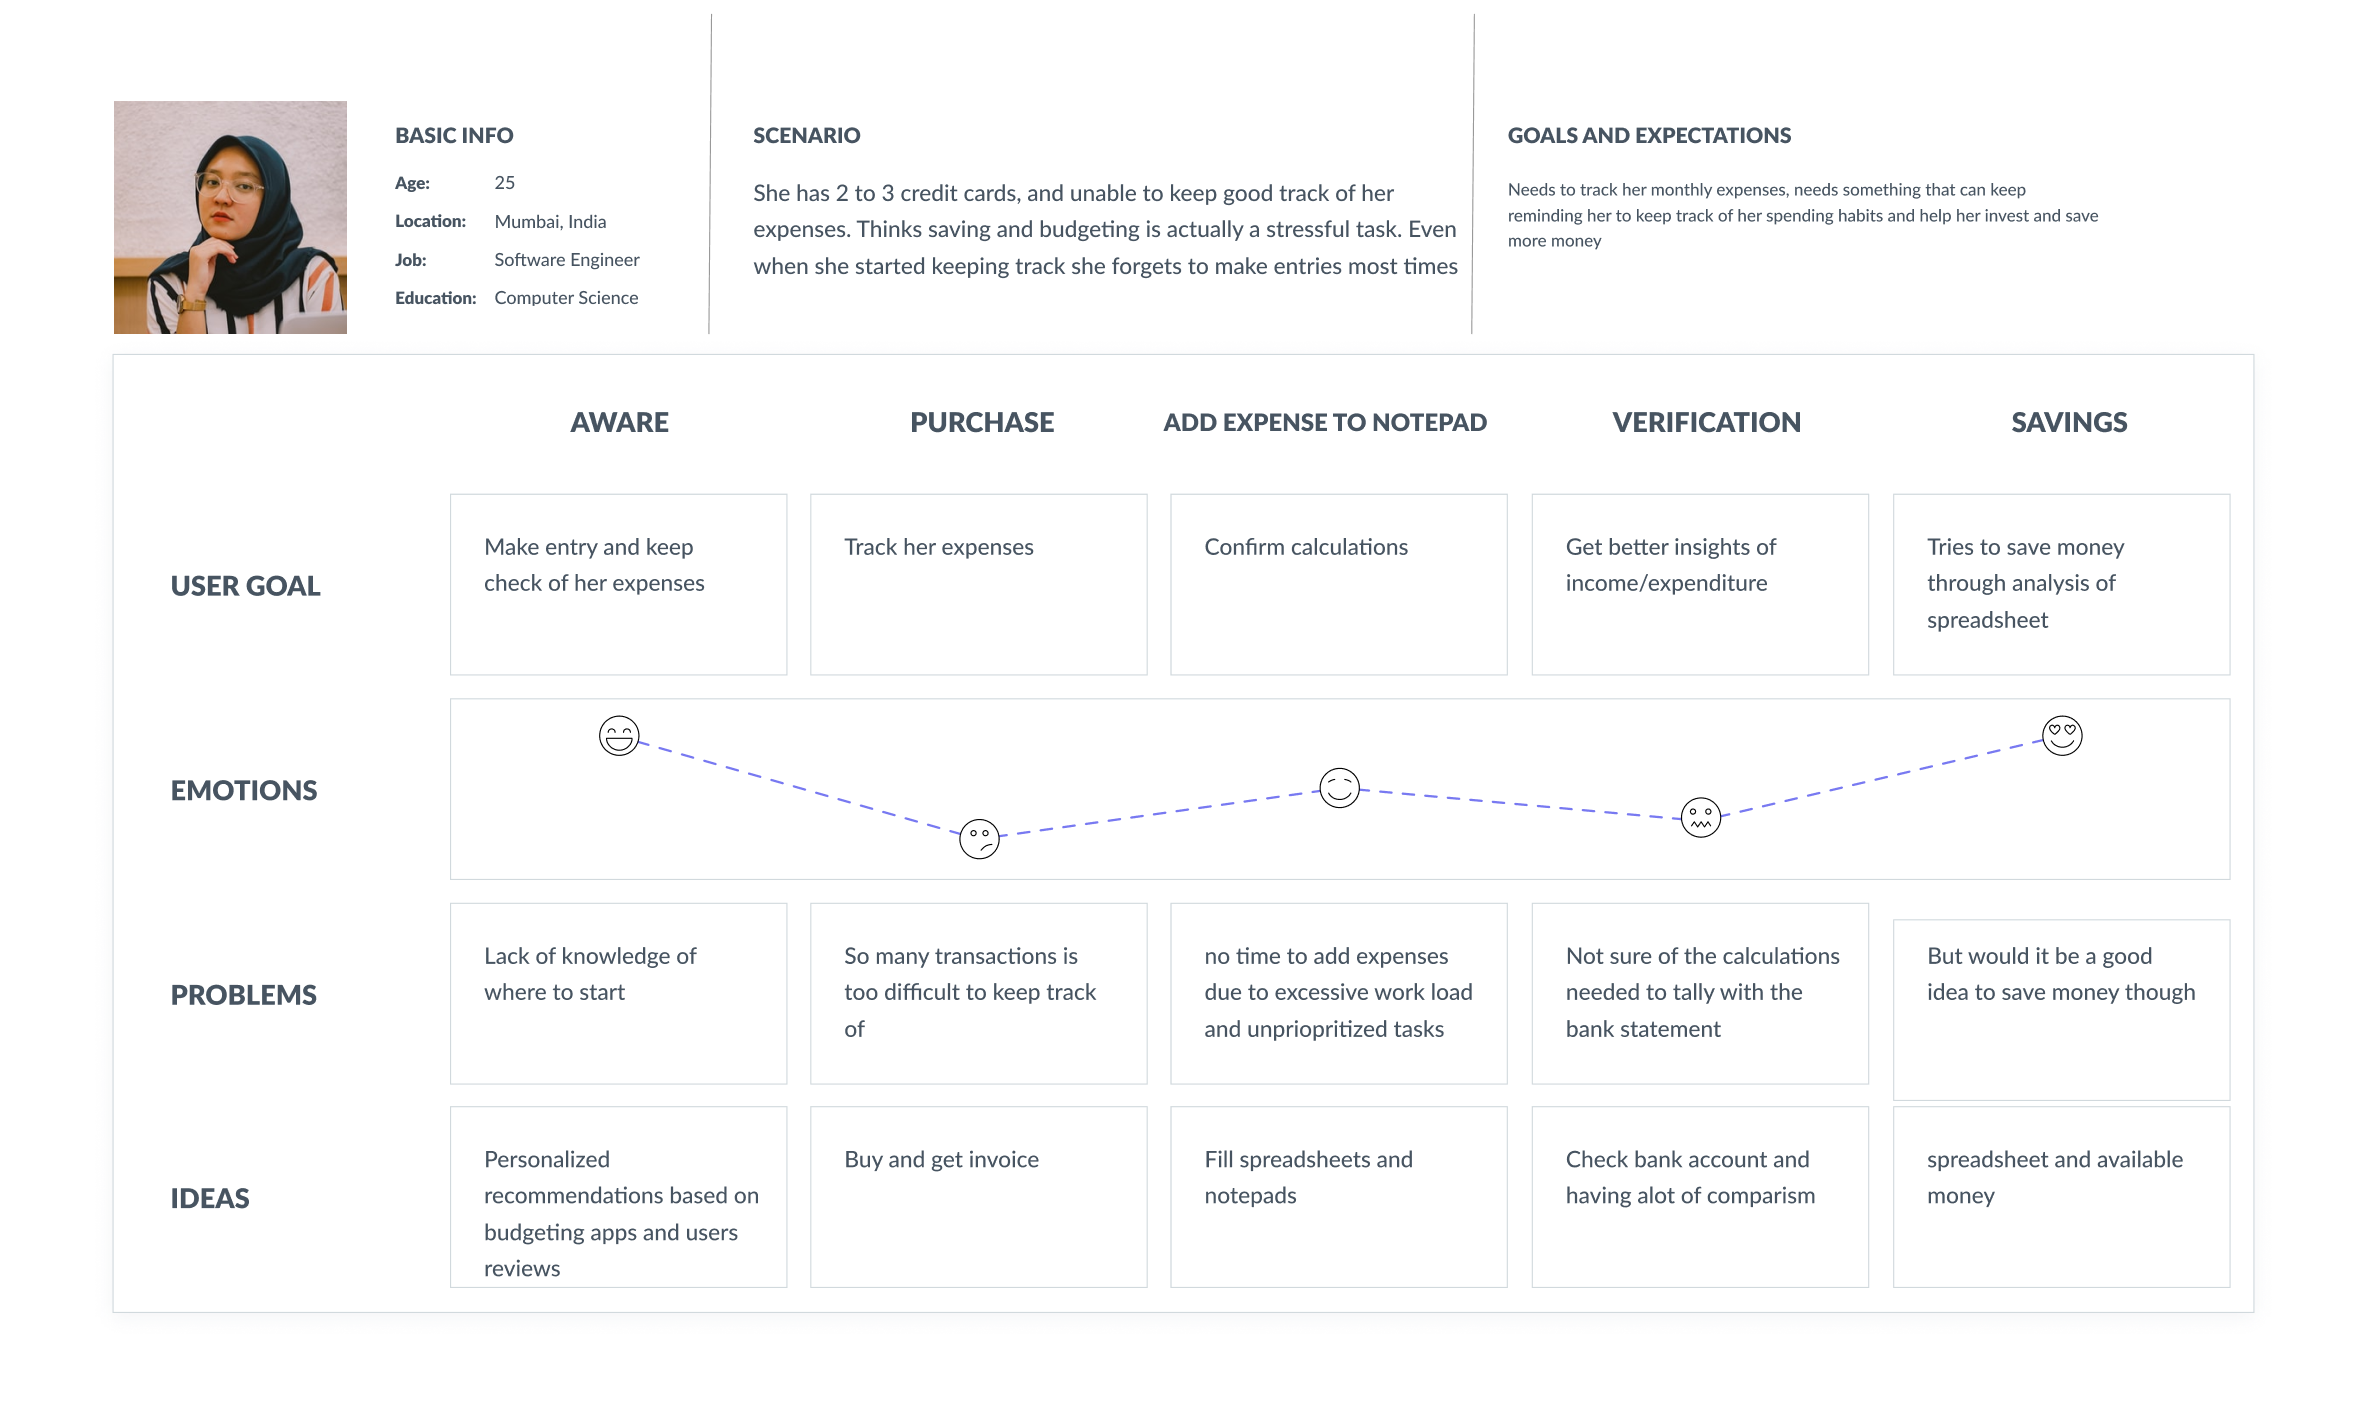 BASIC INFO
Age: 25
Location: Mumbai, India
Job: Software Engineer
Education: Computer Science
SCENARIO
She has 2 to 3 credit cards, and unable to keep good track of her
expenses. Thinks saving and budgeting is actually a stressful task. Even
when she started keeping track she forgets to make entries most times
GOALS AND EXPECTATIONS
Needs to track her monthly expenses, needs something that can keep
reminding her to keep track of her spending habits and help her invest and save
more money
AWARE
PURCHASE
ADD EXPENSE TO NOTEPAD
VERIFICATION
SAVINGS
USER GOAL
Make entry and keep
check of her expenses
Track her expenses
Confirm calculations
Get better insights of
income/expenditure
Tries to save money
through analysis of
spreadsheet
EMOTIONS
PROBLEMS
Lack of knowledge of
where to start
So many transactions is
too difficult to keep track
of
no time to add expenses
due to excessive work load
and unpriopritized tasks
Not sure of the calculations
needed to tally with the
bank statement
But would it be a good
idea to save money though
IDEAS
Personalized
recommendations based on
budgeting apps and users
reviews
Buy and get invoice
Fill spreadsheets and
notepads
Check bank account and
having alot of comparism
spreadsheet and available
money